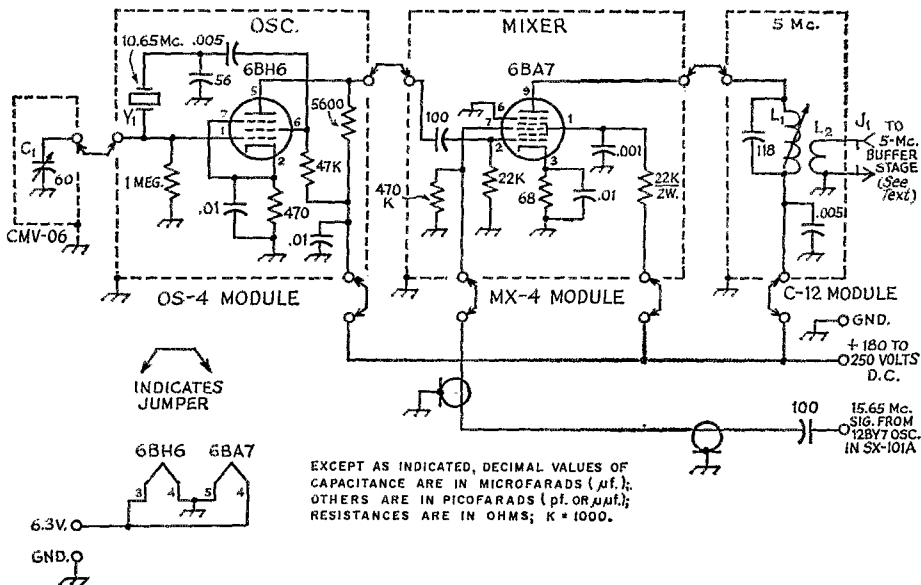 OSC.
MIXER
5 Mc.
10.65Mc.
.005
56
6BH6
6BA7
Y₁
5
7
1
6
2
5600
47K
470
.01
.01
1 MEG.
C₁
60
CMV-06
OS-4 MODULE
100
9
6
7
2
1
3
470
K
22K
68
.01
.001
22K
2W.
MX-4 MODULE
118
L₁
L₂
J₁
TO
5-Mc.
BUFFER
STAGE
(See
Text)
.005
C-12 MODULE
GND.
+ 180 TO
250 VOLTS
D.C.
100
15.65 Mc.
SIG. FROM
12BY7 OSC.
IN SX-101A
INDICATES
JUMPER
6BH6 6BA7
3 4 5 4
6.3V.
GND.
EXCEPT AS INDICATED, DECIMAL VALUES OF
CAPACITANCE ARE IN MICROFARADS (μf.);
OTHERS ARE IN PICOFARADS (pf. OR μμf.);
RESISTANCES ARE IN OHMS; K = 1000.